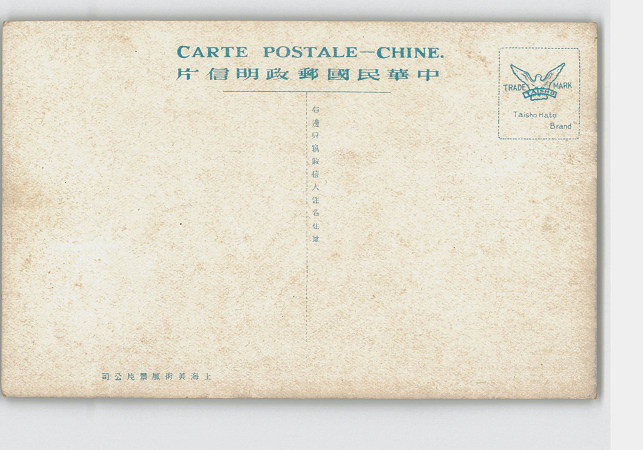 CARTE POSTALE—CHINE.
中華民國郵政明信片
TRADE MARK
TAISHO
Taisho Hato
Brand
右邊只寫收信人姓名住
上海美術風景片公司